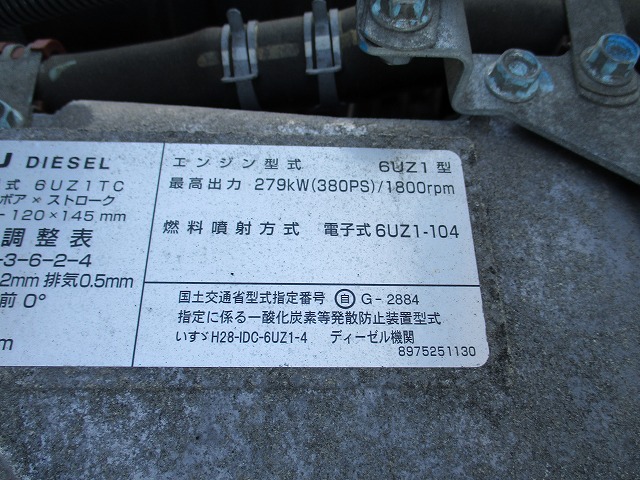 DIESEL
式 6UZ1TC
ボア×ストローク
120×145 mm
調整表
-3-6-2-4
2mm 排気0.5mm
前 0°
エンジン型式 6UZ1 型
最高出力 279kW(380PS)/1800rpm
燃料噴射方式 電子式 6UZ1-104
国土交通省型式指定番号 自 G-2884
指定に係る一酸化炭素等発散防止装置型式
いすゞH28-IDC-6UZ1-4 ディーゼル機関
8975251130